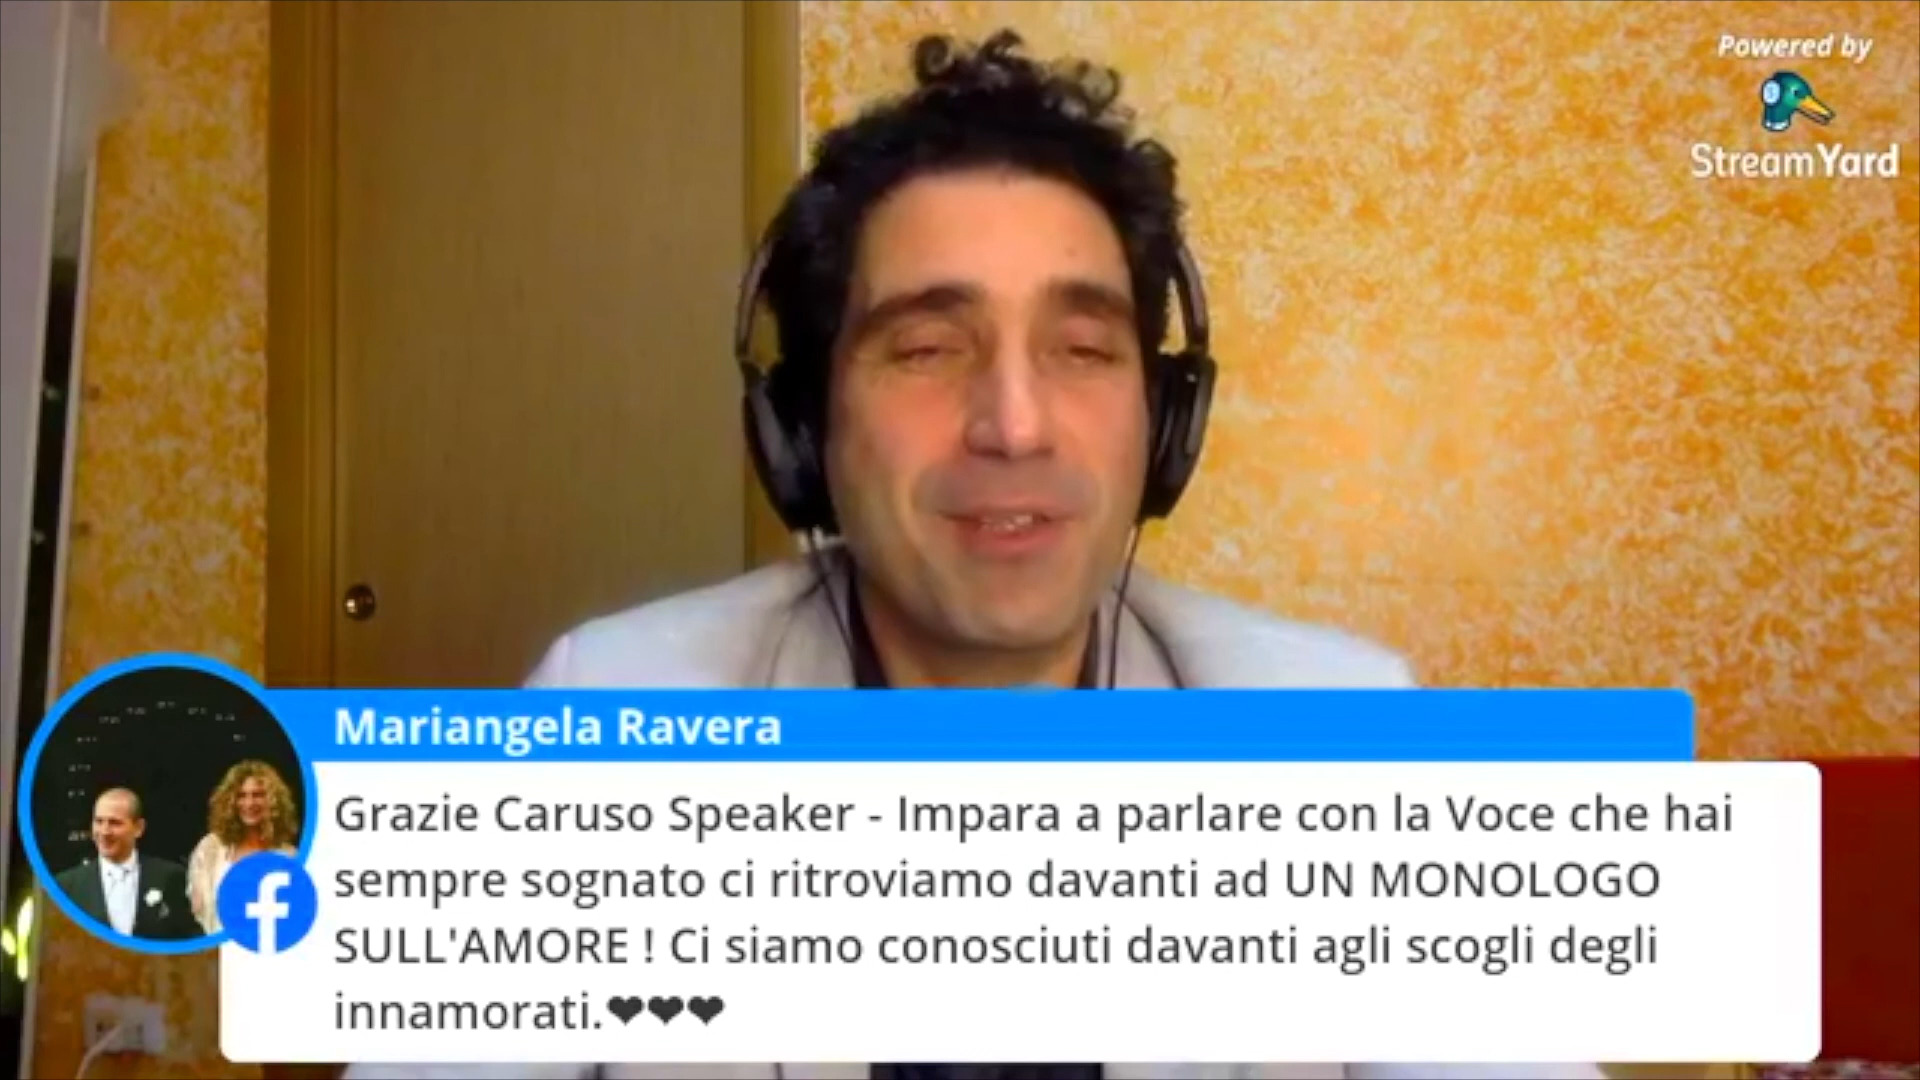 Powered by
StreamYard
Mariangela Ravera
Grazie Caruso Speaker - Impara a parlare con la Voce che hai
sempre sognato ci ritroviamo davanti ad UN MONOLOGO
SULL'AMORE ! Ci siamo conosciuti davanti agli scogli degli
innamorati.❤❤❤